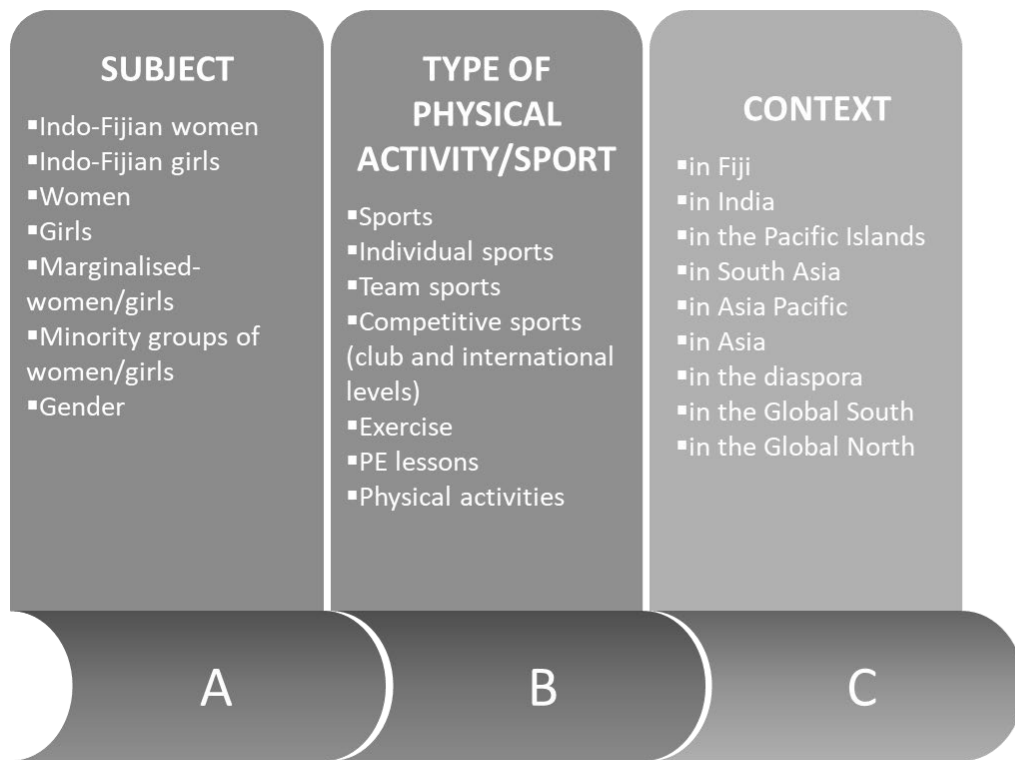 SUBJECT
▪Indo-Fijian women
▪Indo-Fijian girls
▪Women
▪Girls
▪Marginalised-
women/girls
▪Minority groups of
women/girls
▪Gender
TYPE OF
PHYSICAL
ACTIVITY/SPORT
▪Sports
▪Individual sports
▪Team sports
▪Competitive sports
(club and international
levels)
▪Exercise
▪PE lessons
▪Physical activities
CONTEXT
▪in Fiji
▪in India
▪in the Pacific Islands
▪in South Asia
▪in Asia Pacific
▪in Asia
▪in the diaspora
▪in the Global South
▪in the Global North
A
B
C